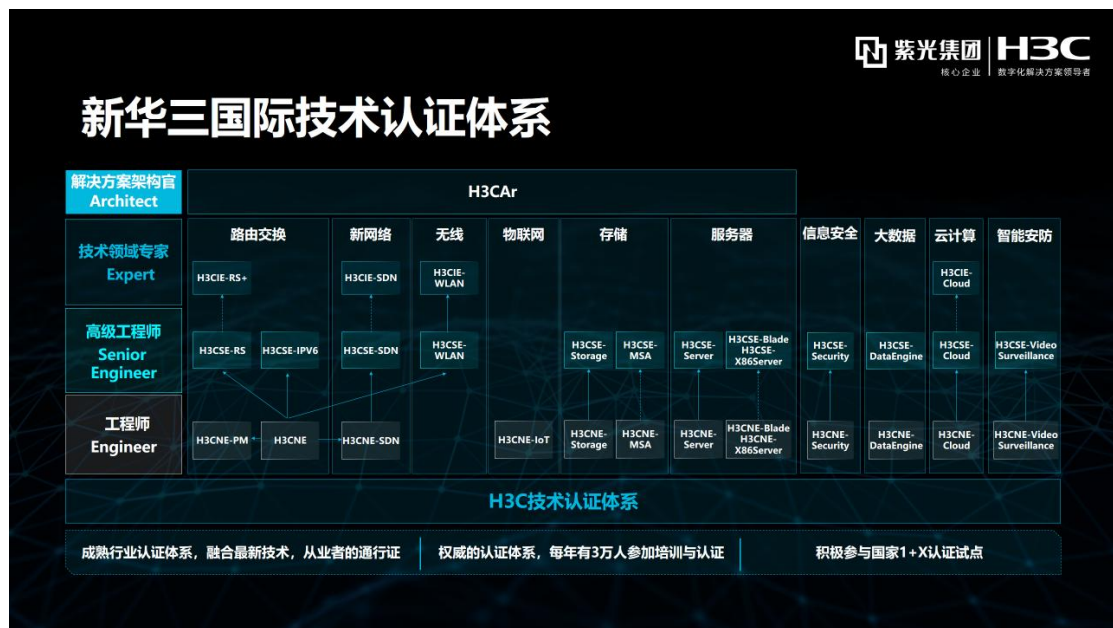 紫光集团
核心企业
H3C
数字化解决方案领导者
新华三国际技术认证体系
解决方案架构官
Architect
H3CAr
技术领域专家
Expert
路由交换
新网络
无线
物联网
存储
服务器
信息安全
大数据
云计算
智能安防
H3CIE-RS+
H3CIE-SDN
H3CIE-
WLAN
H3CIE-
Cloud
高级工程师
Senior
Engineer
H3CSE-RS
H3CSE-IPV6
H3CSE-SDN
H3CSE-
WLAN
H3CSE-
Storage
H3CSE-
MSA
H3CSE-
Server
H3CSE-Blade
H3CSE-
X86Server
H3CSE-
Security
H3CSE-
DataEngine
H3CSE-
Cloud
H3CSE-Video
Surveillance
工程师
Engineer
H3CNE-PM
H3CNE
H3CNE-SDN
H3CNE-IoT
H3CNE-
Storage
H3CNE-
MSA
H3CNE-
Server
H3CNE-Blade
H3CNE-
X86Server
H3CNE-
Security
H3CNE-
DataEngine
H3CNE-
Cloud
H3CNE-Video
Surveillance
H3C技术认证体系
成熟行业认证体系，融合最新技术，从业者的通行证
权威的认证体系，每年有3万人参加培训与认证
积极参与国家1+X认证试点